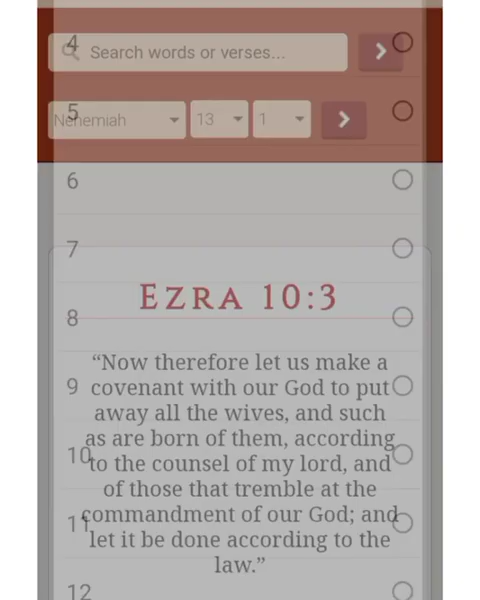 4
Search words or verses...
5
Nehemiah 13 1
6
7
EZRA 10:3
8
“Now therefore let us make a
9 covenant with our God to put
away all the wives, and such
as are born of them, according
10 to the counsel of my lord, and
of those that tremble at the
11 commandment of our God; and
let it be done according to the
law.”
12